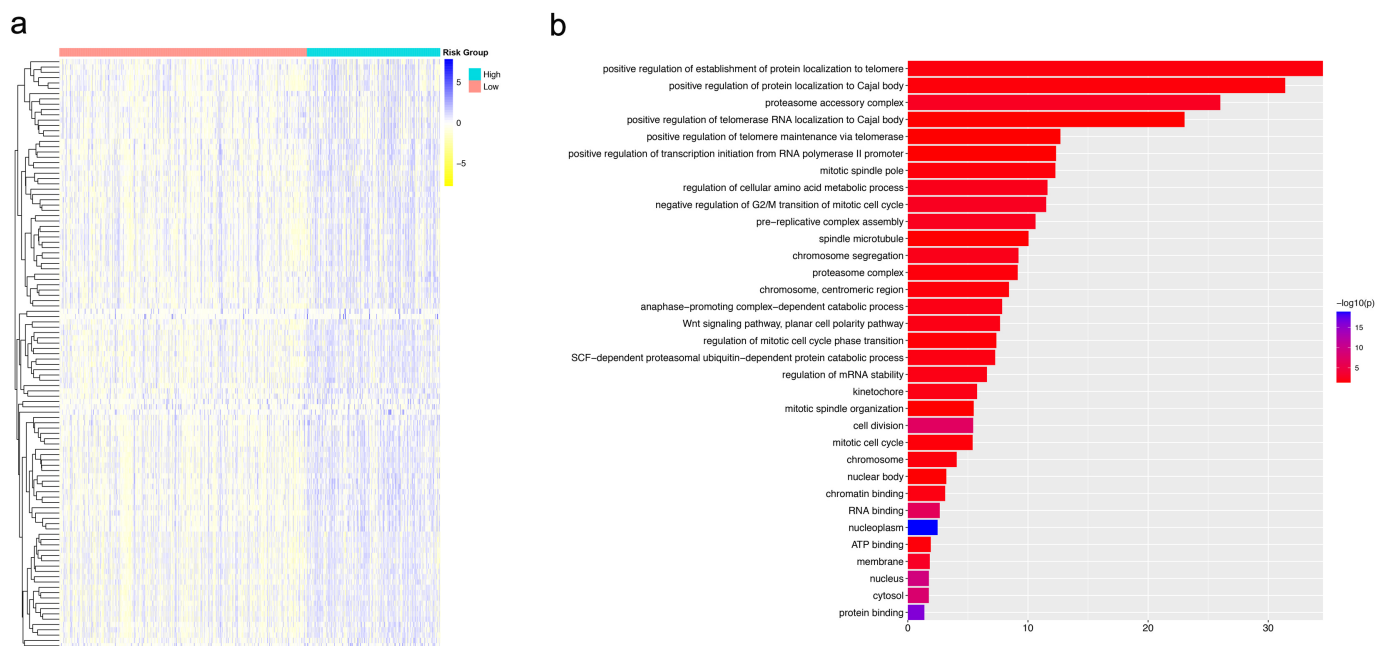 a
b
Risk Group
High
Low
5
0
−5
positive regulation of establishment of protein localization to telomere
positive regulation of protein localization to Cajal body
proteasome accessory complex
positive regulation of telomerase RNA localization to Cajal body
positive regulation of telomere maintenance via telomerase
positive regulation of transcription initiation from RNA polymerase II promoter
mitotic spindle pole
regulation of cellular amino acid metabolic process
negative regulation of G2/M transition of mitotic cell cycle
pre−replicative complex assembly
spindle microtubule
chromosome segregation
proteasome complex
chromosome, centromeric region
anaphase−promoting complex−dependent catabolic process
Wnt signaling pathway, planar cell polarity pathway
regulation of mitotic cell cycle phase transition
SCF−dependent proteasomal ubiquitin−dependent protein catabolic process
regulation of mRNA stability
kinetochore
mitotic spindle organization
cell division
mitotic cell cycle
chromosome
nuclear body
chromatin binding
RNA binding
nucleoplasm
ATP binding
membrane
nucleus
cytosol
protein binding
0 10 20 30
−log10(p)
15
10
5